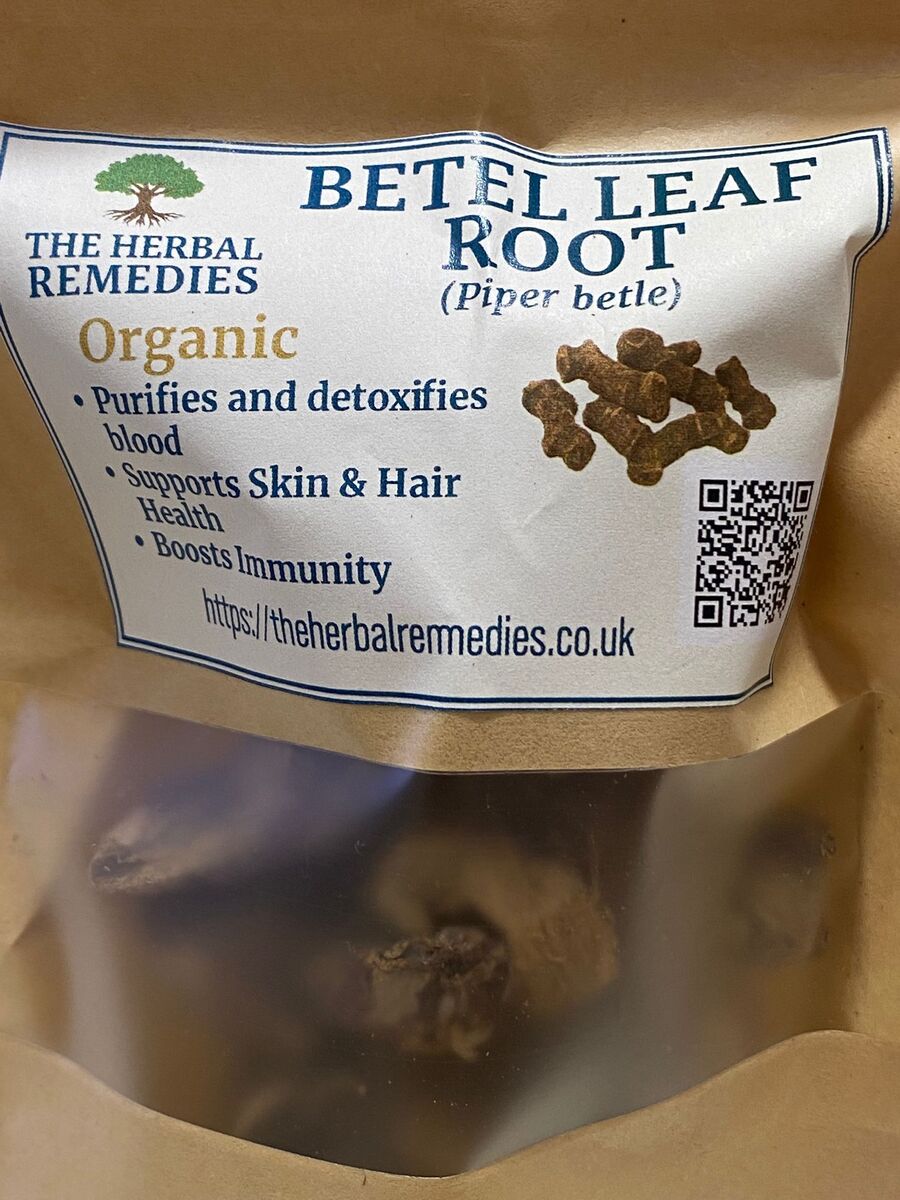 THE HERBAL
REMEDIES
BETEL LEAF
ROOT
(Piper betle)
Organic
• Purifies and detoxifies
blood
• Supports Skin & Hair
Health
• Boosts Immunity
https://theherbalremmedies.co.uk